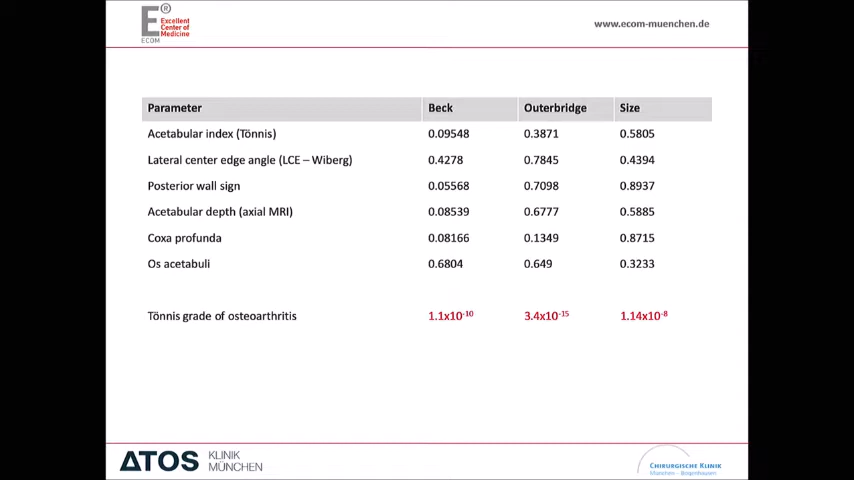 E®
Excellent
Center of
Medicine
ECOM
www.ecom-muenchen.de
Parameter Beck Outerbridge Size
Acetabular index (Tönnis) 0.09548 0.3871 0.5805
Lateral center edge angle (LCE – Wiberg) 0.4278 0.7845 0.4394
Posterior wall sign 0.05568 0.7098 0.8937
Acetabular depth (axial MRI) 0.08539 0.6777 0.5885
Coxa profunda 0.08166 0.1349 0.8715
Os acetabuli 0.6804 0.649 0.3233
Tönnis grade of osteoarthritis 1.1x10⁻¹⁰ 3.4x10⁻¹⁵ 1.14x10⁻⁸
ATOS KLINIK
MÜNCHEN
CHIRURGISCHE KLINIK
München - Bogenhausen